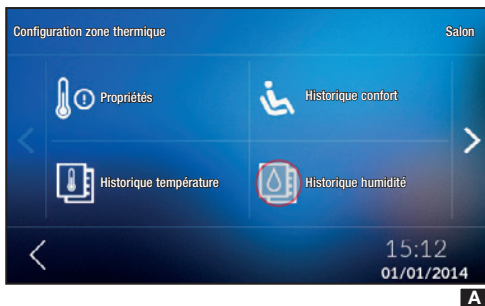 Configuration zone thermique Salon
Propriétés Historique confort
Historique température Historique humidité
15:12
01/01/2014
A